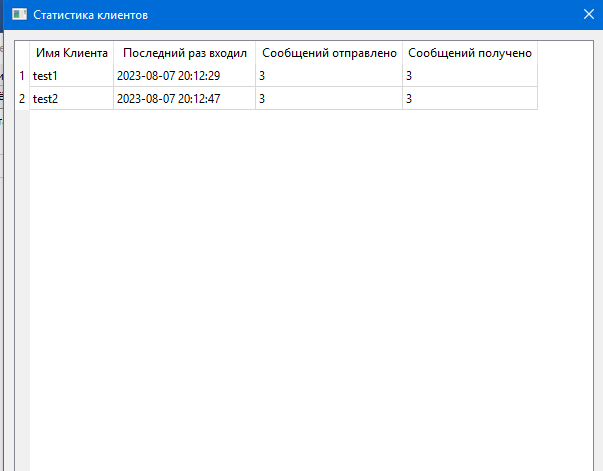 Статистика клиентов
Имя Клиента Последний раз входил Сообщений отправлено Сообщений получено
1 test1 2023-08-07 20:12:29 3 3
2 test2 2023-08-07 20:12:47 3 3